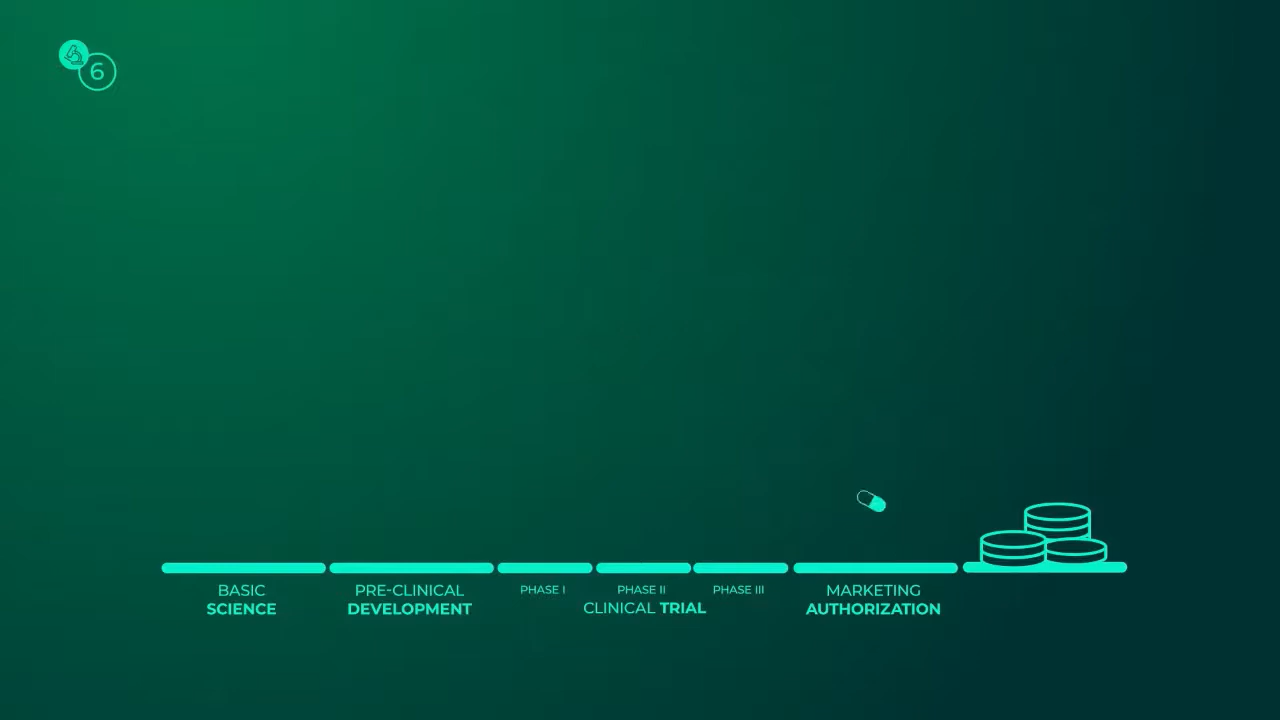 6
BASIC
SCIENCE
PRE-CLINICAL
DEVELOPMENT
PHASE I
PHASE II
PHASE III
CLINICAL TRIAL
MARKETING
AUTHORIZATION